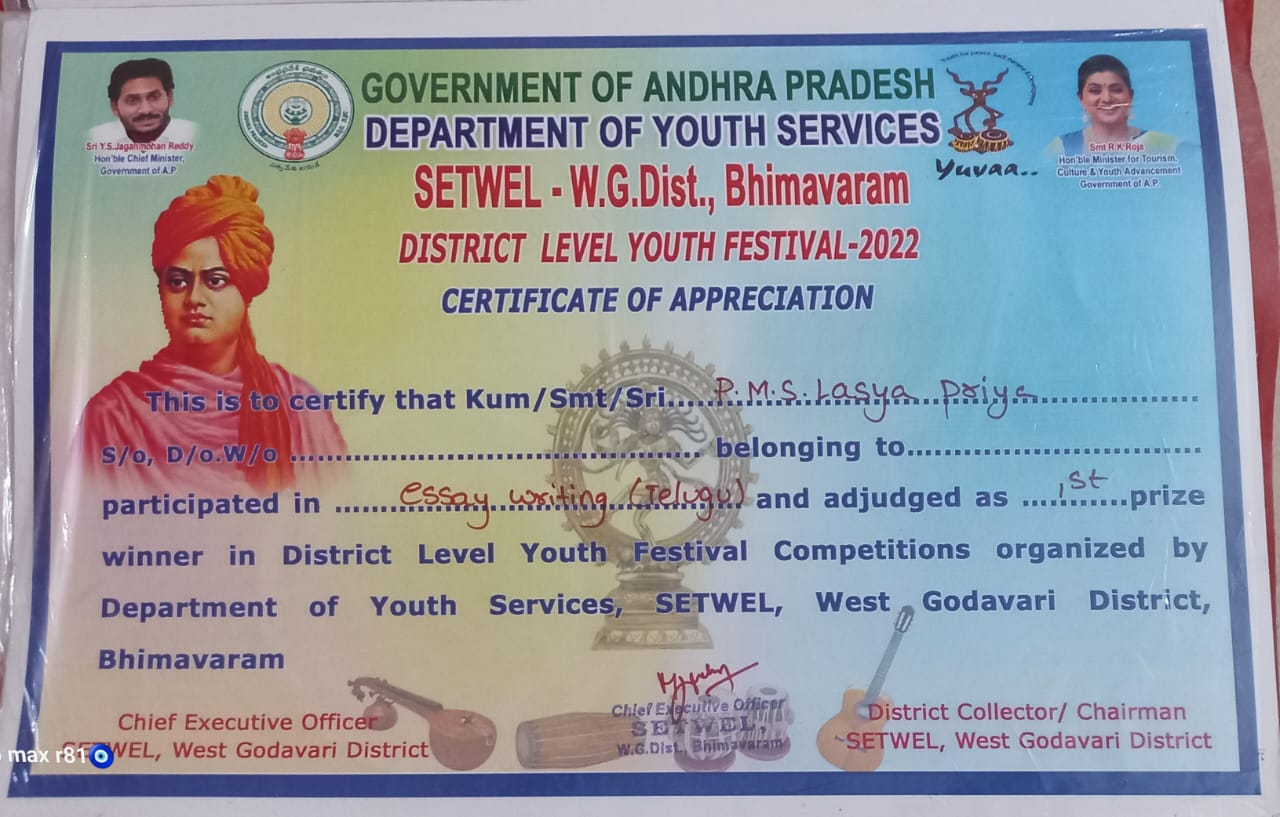 GOVERNMENT OF ANDHRA PRADESH
DEPARTMENT OF YOUTH SERVICES
SETWEL - W.G.Dist., Bhimavaram
DISTRICT LEVEL YOUTH FESTIVAL-2022
CERTIFICATE OF APPRECIATION
Sri Y.S.Jaganmohan Reddy
Hon'ble Chief Minister,
Government of A.P
Yuvaa..
Smt R.K.Roja
Hon'ble Minister for Tourism,
Culture & Youth Advancement
Government of A.P.
This is to certify that Kum/Smt/Sri.....P.M.S.Lasya Priya..................
S/o, D/o.W/o .......................................... belonging to..............................
participated in .......essay writing (Telugu) and adjudged as ....1st......prize
winner in District Level Youth Festival Competitions organized by
Department of Youth Services, SETWEL, West Godavari District,
Bhimavaram
Chief Executive Officer
SETWEL, West Godavari District
Chief Executive Officer
SETWEL,
W.G.Dist., Bhimavaram
District Collector/ Chairman
SETWEL, West Godavari District
max r81